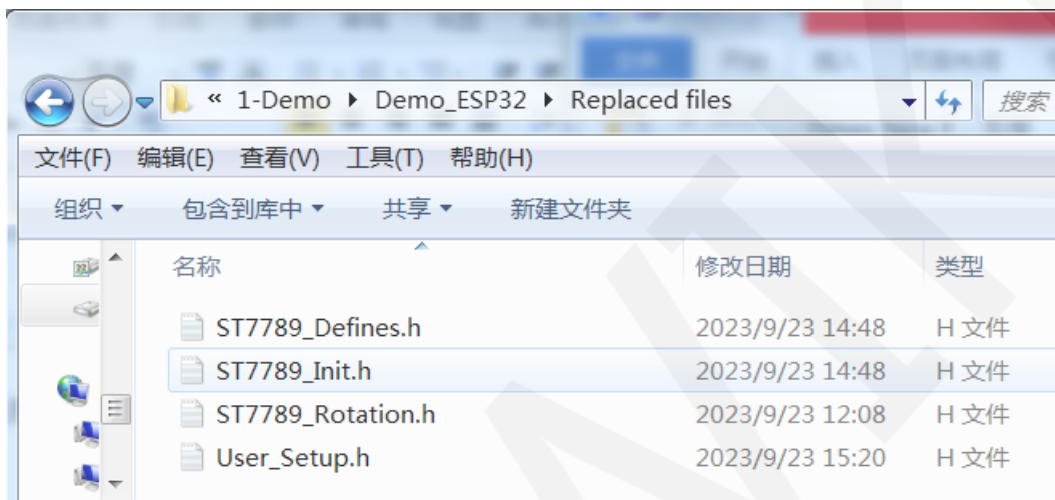 « 1-Demo ▸ Demo_ESP32 ▸ Replaced files 搜索
文件(F) 编辑(E) 查看(V) 工具(T) 帮助(H)
组织 包含到库中 共享 新建文件夹
名称 修改日期 类型
ST7789_Defines.h 2023/9/23 14:48 H 文件
ST7789_Init.h 2023/9/23 14:48 H 文件
ST7789_Rotation.h 2023/9/23 12:08 H 文件
User_Setup.h 2023/9/23 15:20 H 文件